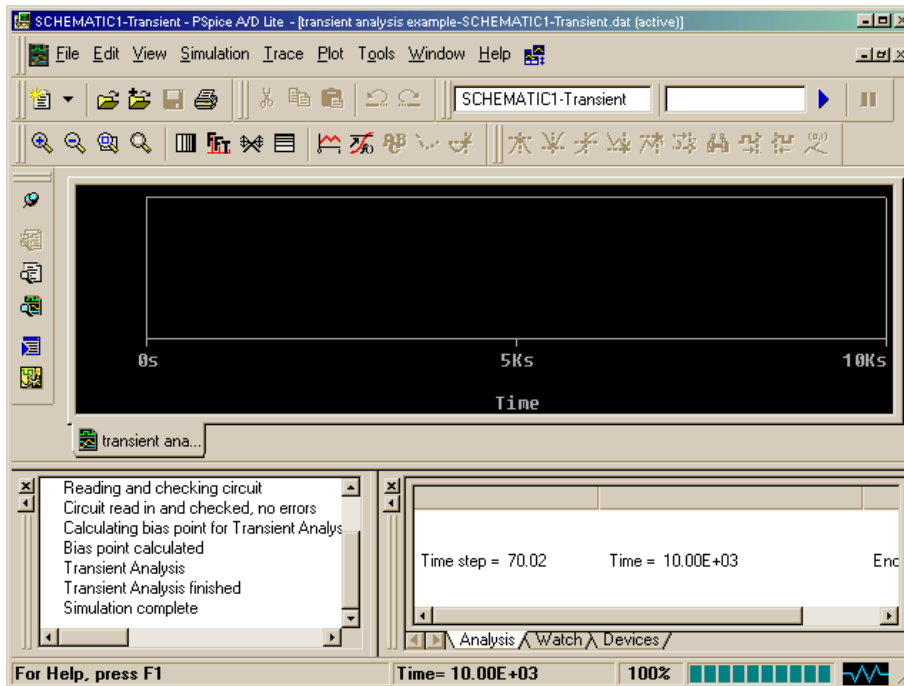 SCHEMATIC1-Transient - PSpice A/D Lite - [transient analysis example-SCHEMATIC1-Transient.dat (active)]
File Edit View Simulation Trace Plot Tools Window Help
SCHEMATIC1-Transient
FFT
0s 5Ks 10Ks
Time
transient ana...
Reading and checking circuit
Circuit read in and checked, no errors
Calculating bias point for Transient Analys
Bias point calculated
Transient Analysis
Transient Analysis finished
Simulation complete
Time step = 70.02 Time = 10.00E+03 End
Analysis Watch Devices
For Help, press F1 Time= 10.00E+03 100%